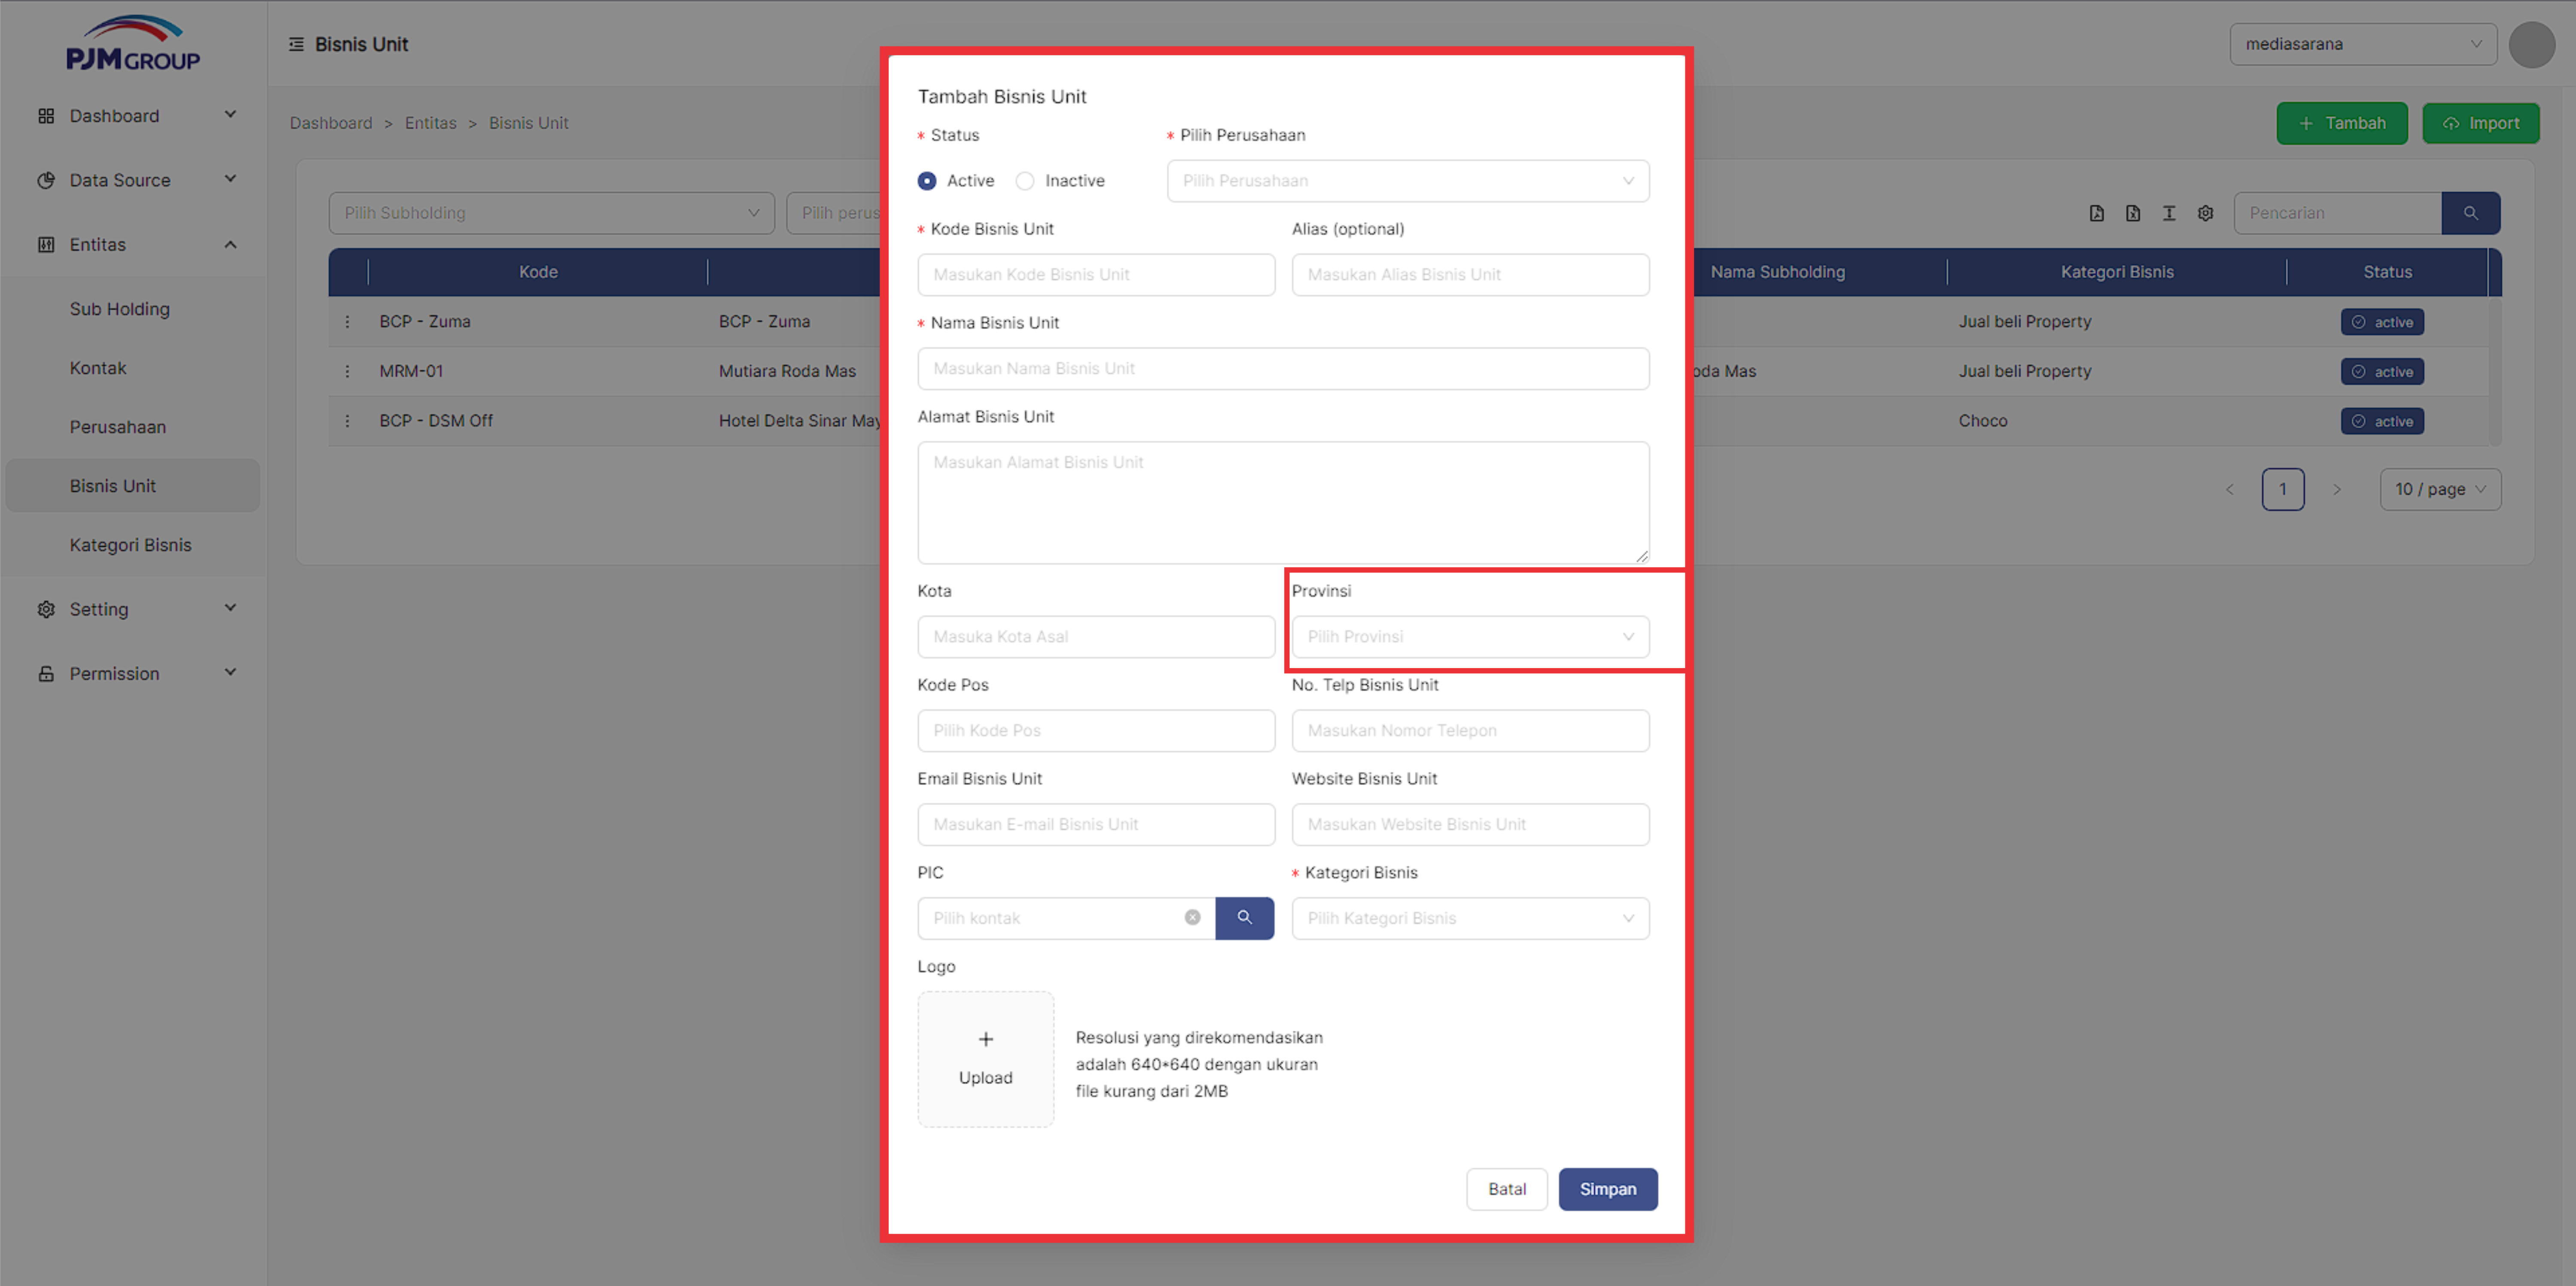 PJM GROUP
Bisnis Unit
mediasarana
Dashboard
Data Source
Entitas
Sub Holding
Kontak
Perusahaan
Bisnis Unit
Kategori Bisnis
Setting
Permission
Dashboard > Entitas > Bisnis Unit
+ Tambah
Import
Pilih Subholding
Pilih perus
Pencarian
Kode
Nama Subholding
Kategori Bisnis
Status
BCP - Zuma
BCP - Zuma
Jual beli Property
active
MRM-01
Mutiara Roda Mas
oda Mas
Jual beli Property
active
BCP - DSM Off
Hotel Delta Sinar May
Choco
active
< 1 >
10 / page
Tambah Bisnis Unit
* Status
* Pilih Perusahaan
Active
Inactive
Pilih Perusahaan
* Kode Bisnis Unit
Alias (optional)
Masukan Kode Bisnis Unit
Masukan Alias Bisnis Unit
* Nama Bisnis Unit
Masukan Nama Bisnis Unit
Alamat Bisnis Unit
Masukan Alamat Bisnis Unit
Kota
Provinsi
Masuka Kota Asal
Pilih Provinsi
Kode Pos
No. Telp Bisnis Unit
Pilih Kode Pos
Masukan Nomor Telepon
Email Bisnis Unit
Website Bisnis Unit
Masukan E-mail Bisnis Unit
Masukan Website Bisnis Unit
PIC
* Kategori Bisnis
Pilih kontak
Pilih Kategori Bisnis
Logo
+
Upload
Resolusi yang direkomendasikan
adalah 640*640 dengan ukuran
file kurang dari 2MB
Batal
Simpan